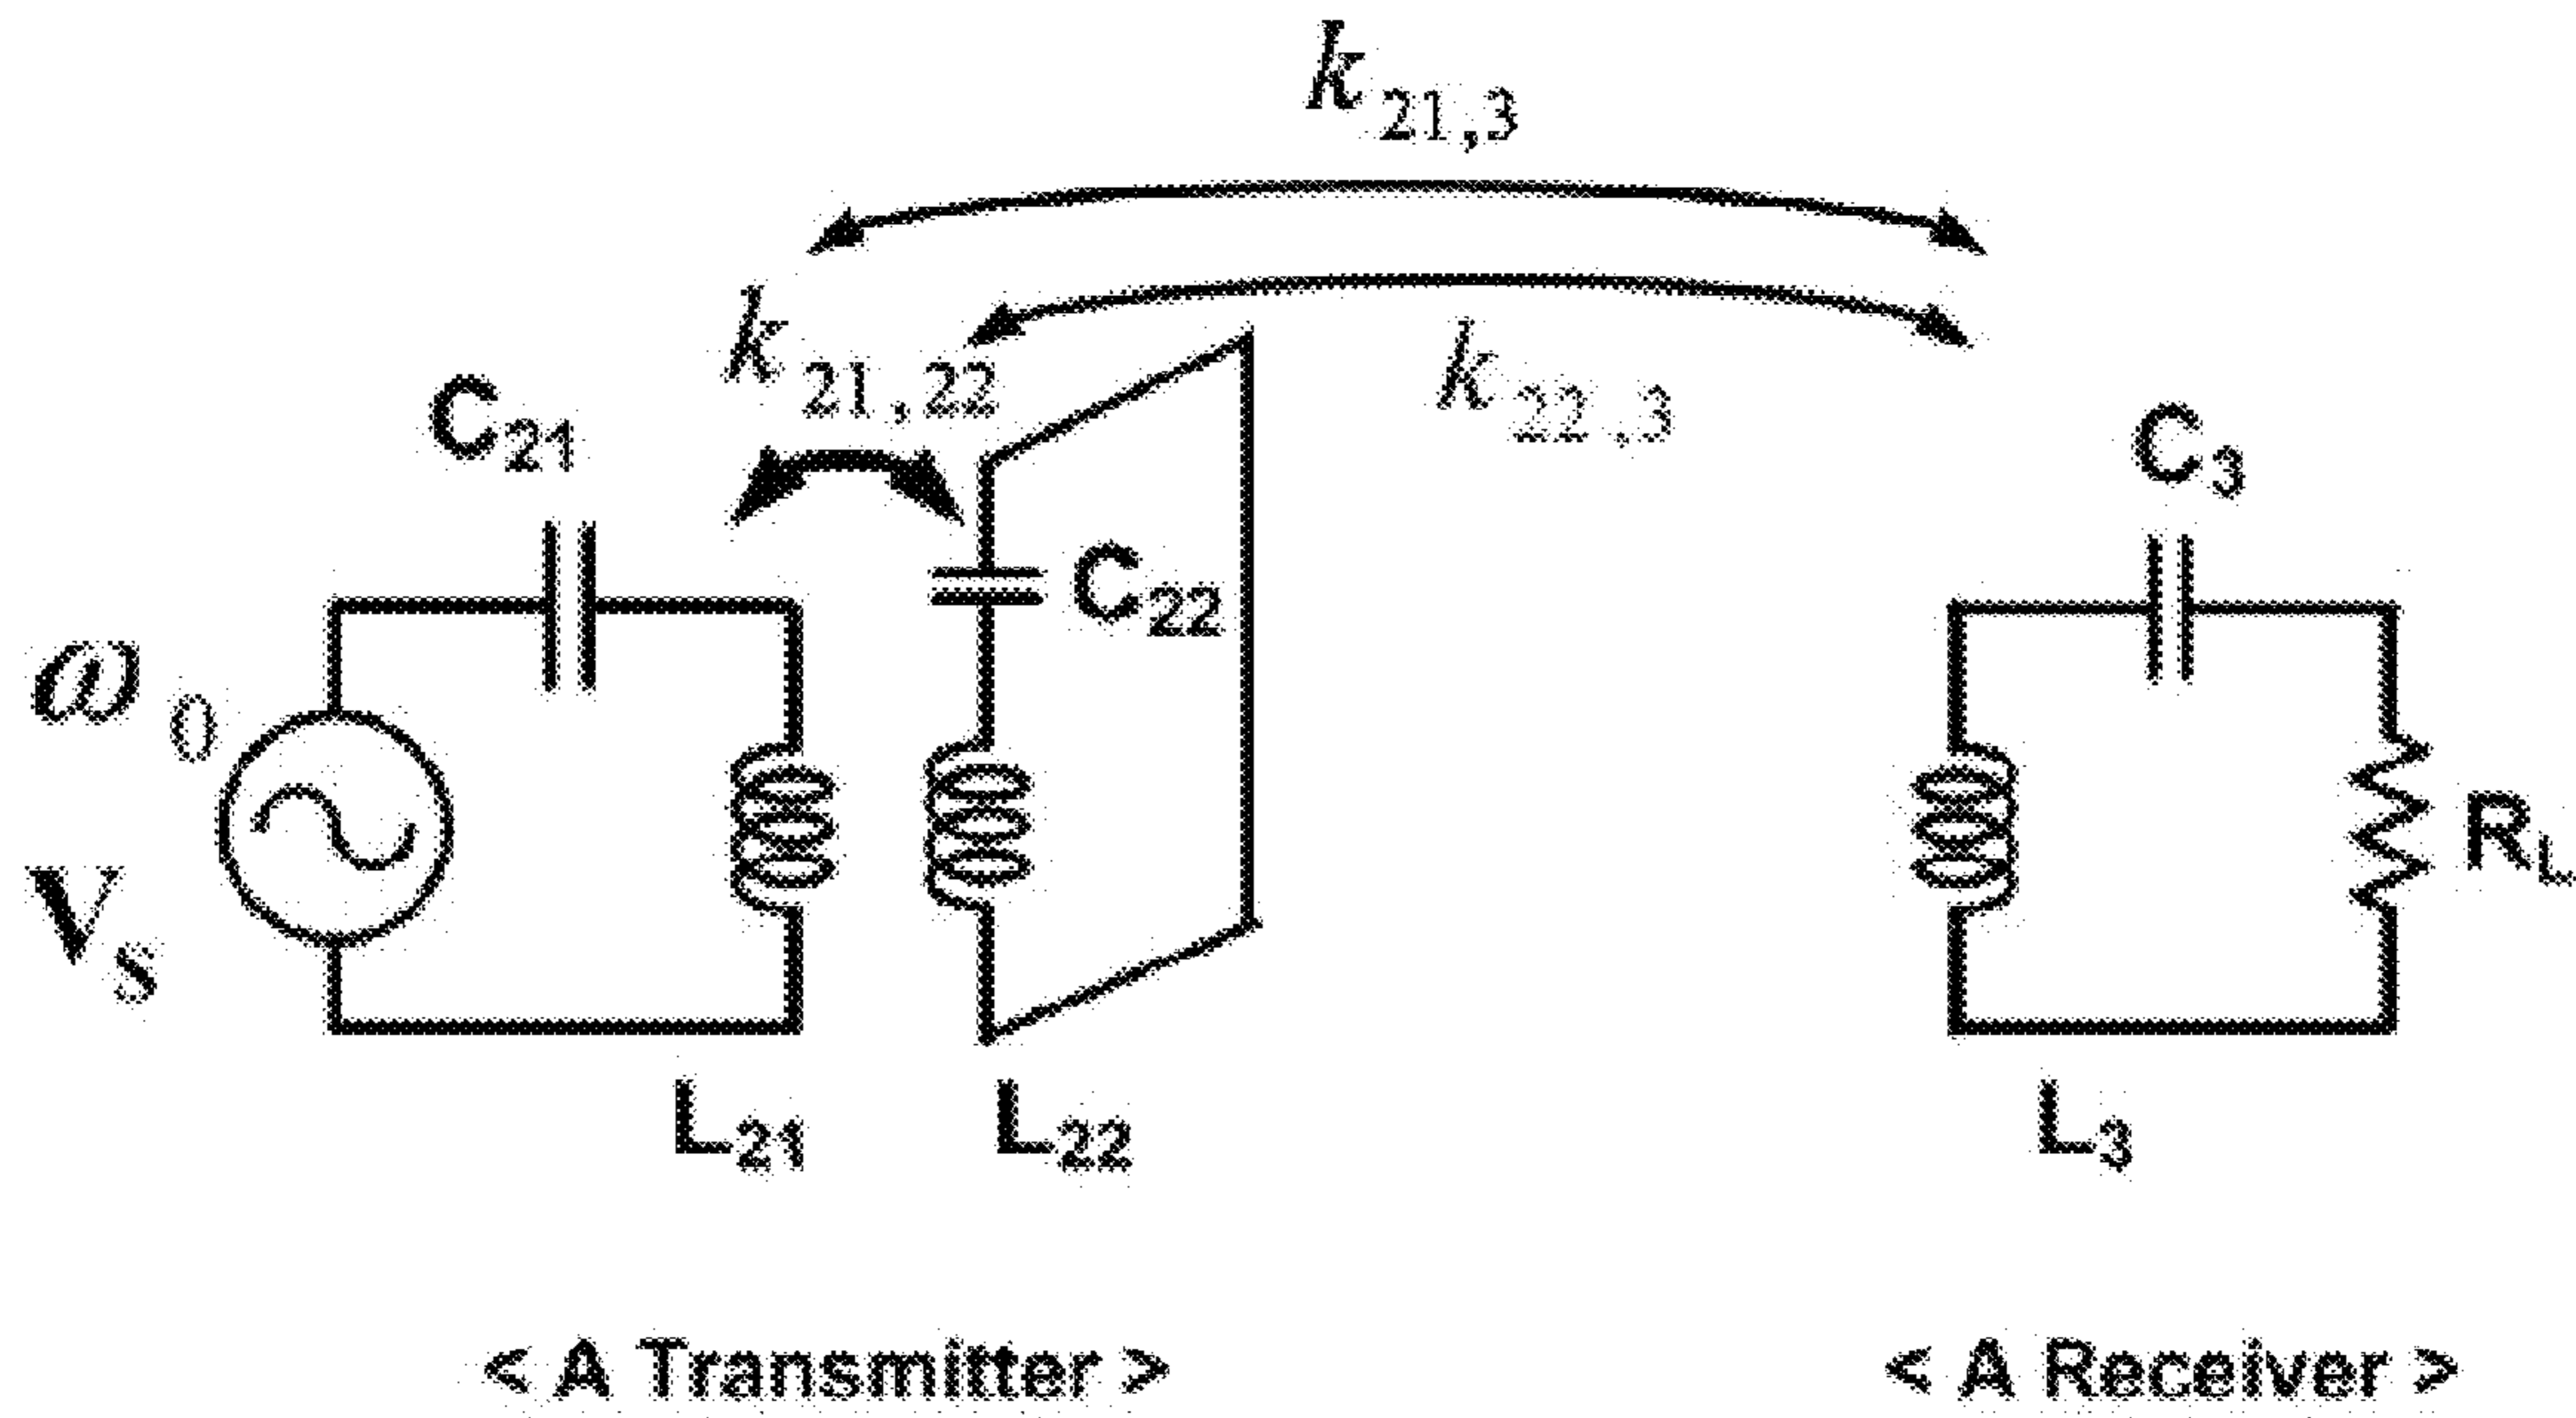 k21,3
k21,22
k22,3
C21
C3
C22
ω0
RL
Vs
L21
L22
L3
< A Transmitter >
< A Receiver >